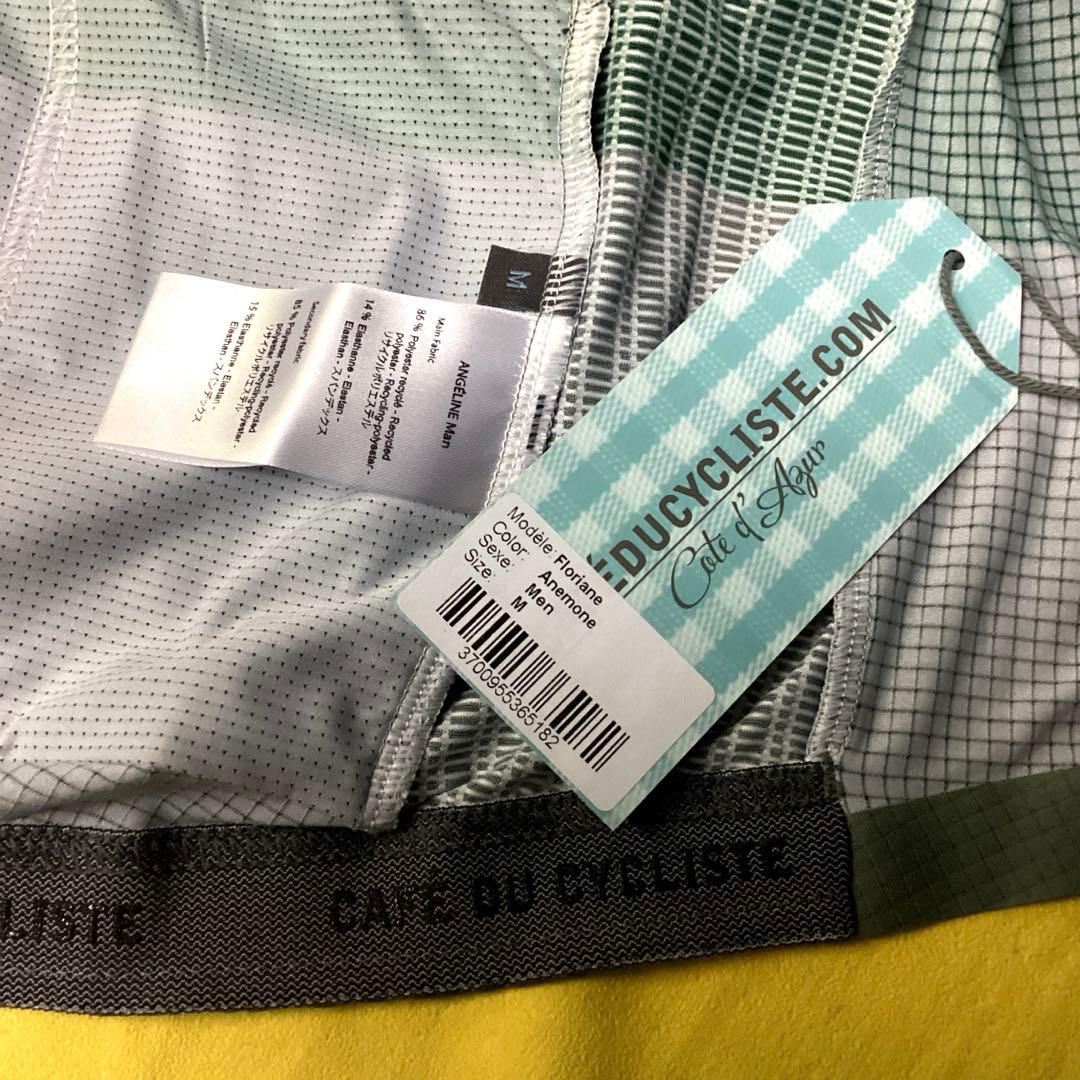 M
ANGÉLINE Man
Main Fabric
86 % Polyester recyclé - Recycled
polyester - Recycling-polyester -
リサイクルポリエステル
14 % Elasthanne - Elastan -
Elasthan - スパンデックス
Secondary fabric
85 % Polyester recyclé - Recycled
polyester - Recycling-polyester -
リサイクルポリエステル
15 % Elasthanne - Elastan -
Elasthan - スパンデックス
ÉDUCYCLISTE.COM
Coté d'Azur
Modèle: Floriane
Color: Anemone
Sexe: Men
Size: M
3700955365182
LISTE
CAFE DU CYCLISTE